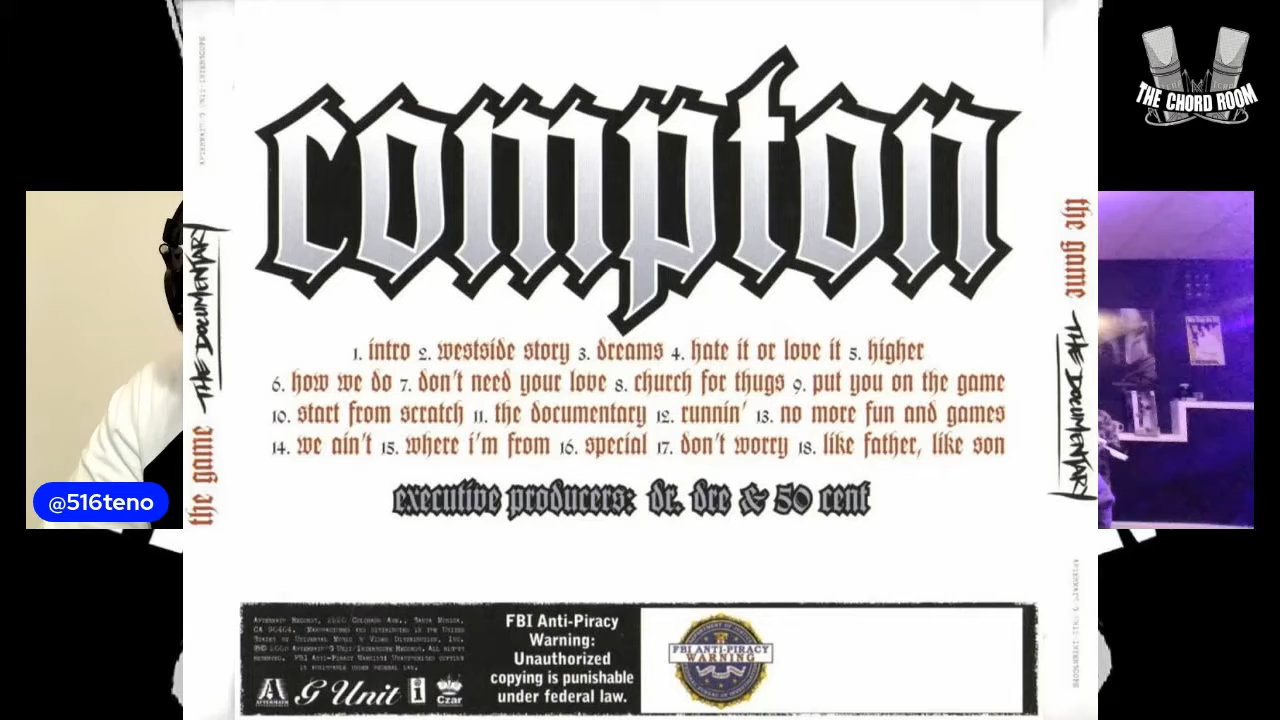 compton
THE CHORD ROOM
the game THE DOCUMENTARY
the game THE DOCUMENTARY
1. intro 2. westside story 3. dreams 4. hate it or love it 5. higher
6. how we do 7. don't need your love 8. church for thugs 9. put you on the game
10. start from scratch 11. the documentary 12. runnin' 13. no more fun and games
14. we ain't 15. where i'm from 16. special 17. don't worry 18. like father, like son
executive producers: dr. dre & 50 cent
@516teno
FBI Anti-Piracy
Warning:
Unauthorized
copying is punishable
under federal law.
AFTERMATH
G Unit
i
Czar
FBI ANTI-PIRACY
WARNING